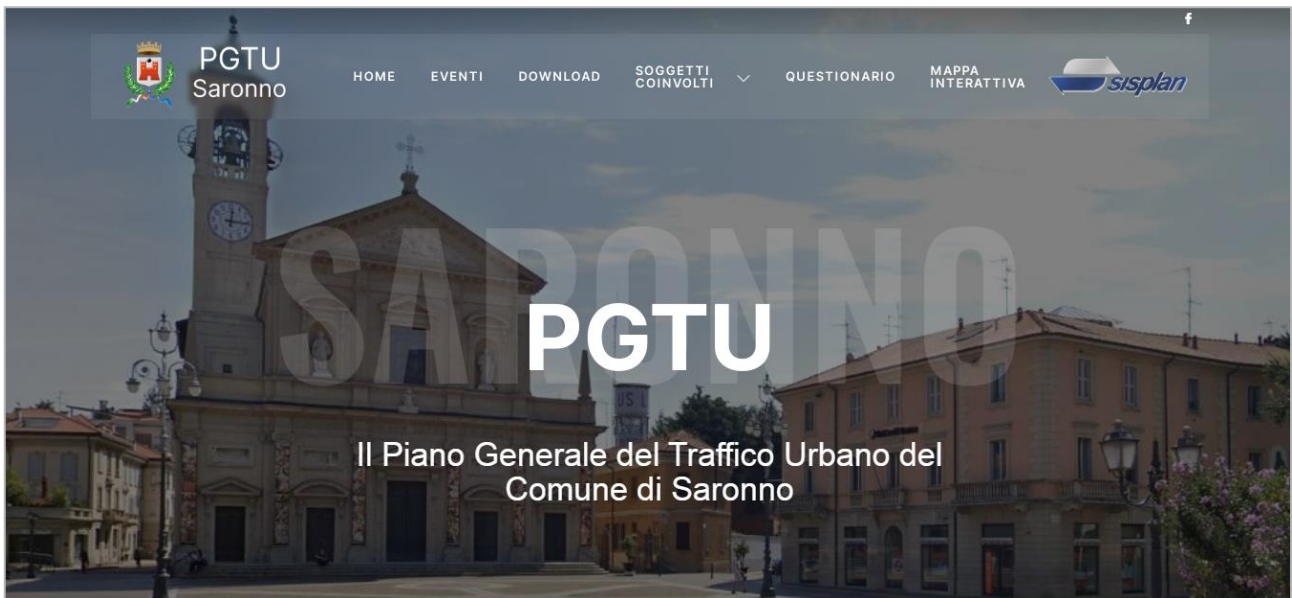 f
PGTU
Saronno
HOME
EVENTI
DOWNLOAD
SOGGETTI
COINVOLTI
QUESTIONARIO
MAPPA
INTERATTIVA
sisplan
SARONNO
PGTU
US L
Il Piano Generale del Traffico Urbano del
Comune di Saronno